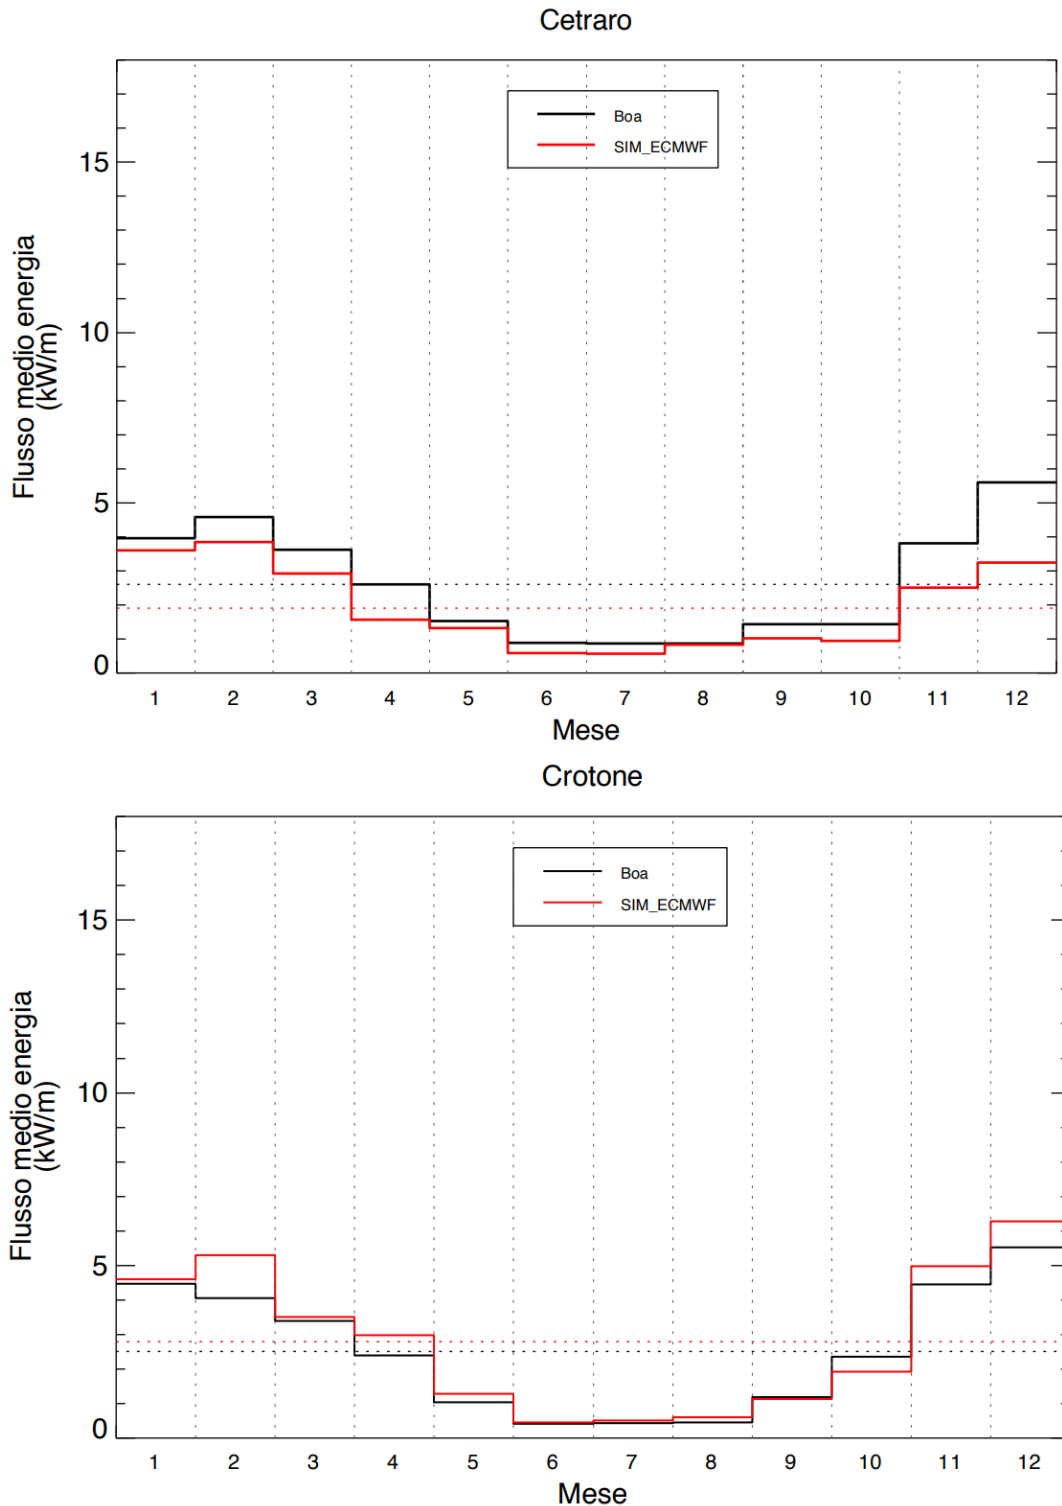 Cetraro
Boa
SIM_ECMWF
15
10
5
0
Flusso medio energia
(kW/m)
1 2 3 4 5 6 7 8 9 10 11 12
Mese
Crotone
Boa
SIM_ECMWF
15
10
5
0
Flusso medio energia
(kW/m)
1 2 3 4 5 6 7 8 9 10 11 12
Mese